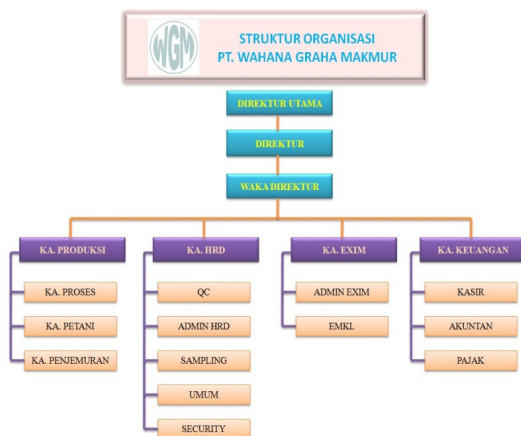 WGM
STRUKTUR ORGANISASI
PT. WAHANA GRAHA MAKMUR
DIREKTUR UTAMA
DIREKTUR
WAKA DIREKTUR
KA. PRODUKSI
KA. PROSES
KA. PETANI
KA. PENJEMURAN
KA. HRD
QC
ADMIN HRD
SAMPLING
UMUM
SECURITY
KA. EXIM
ADMIN EXIM
EMKL
KA. KEUANGAN
KASIR
AKUNTAN
PAJAK